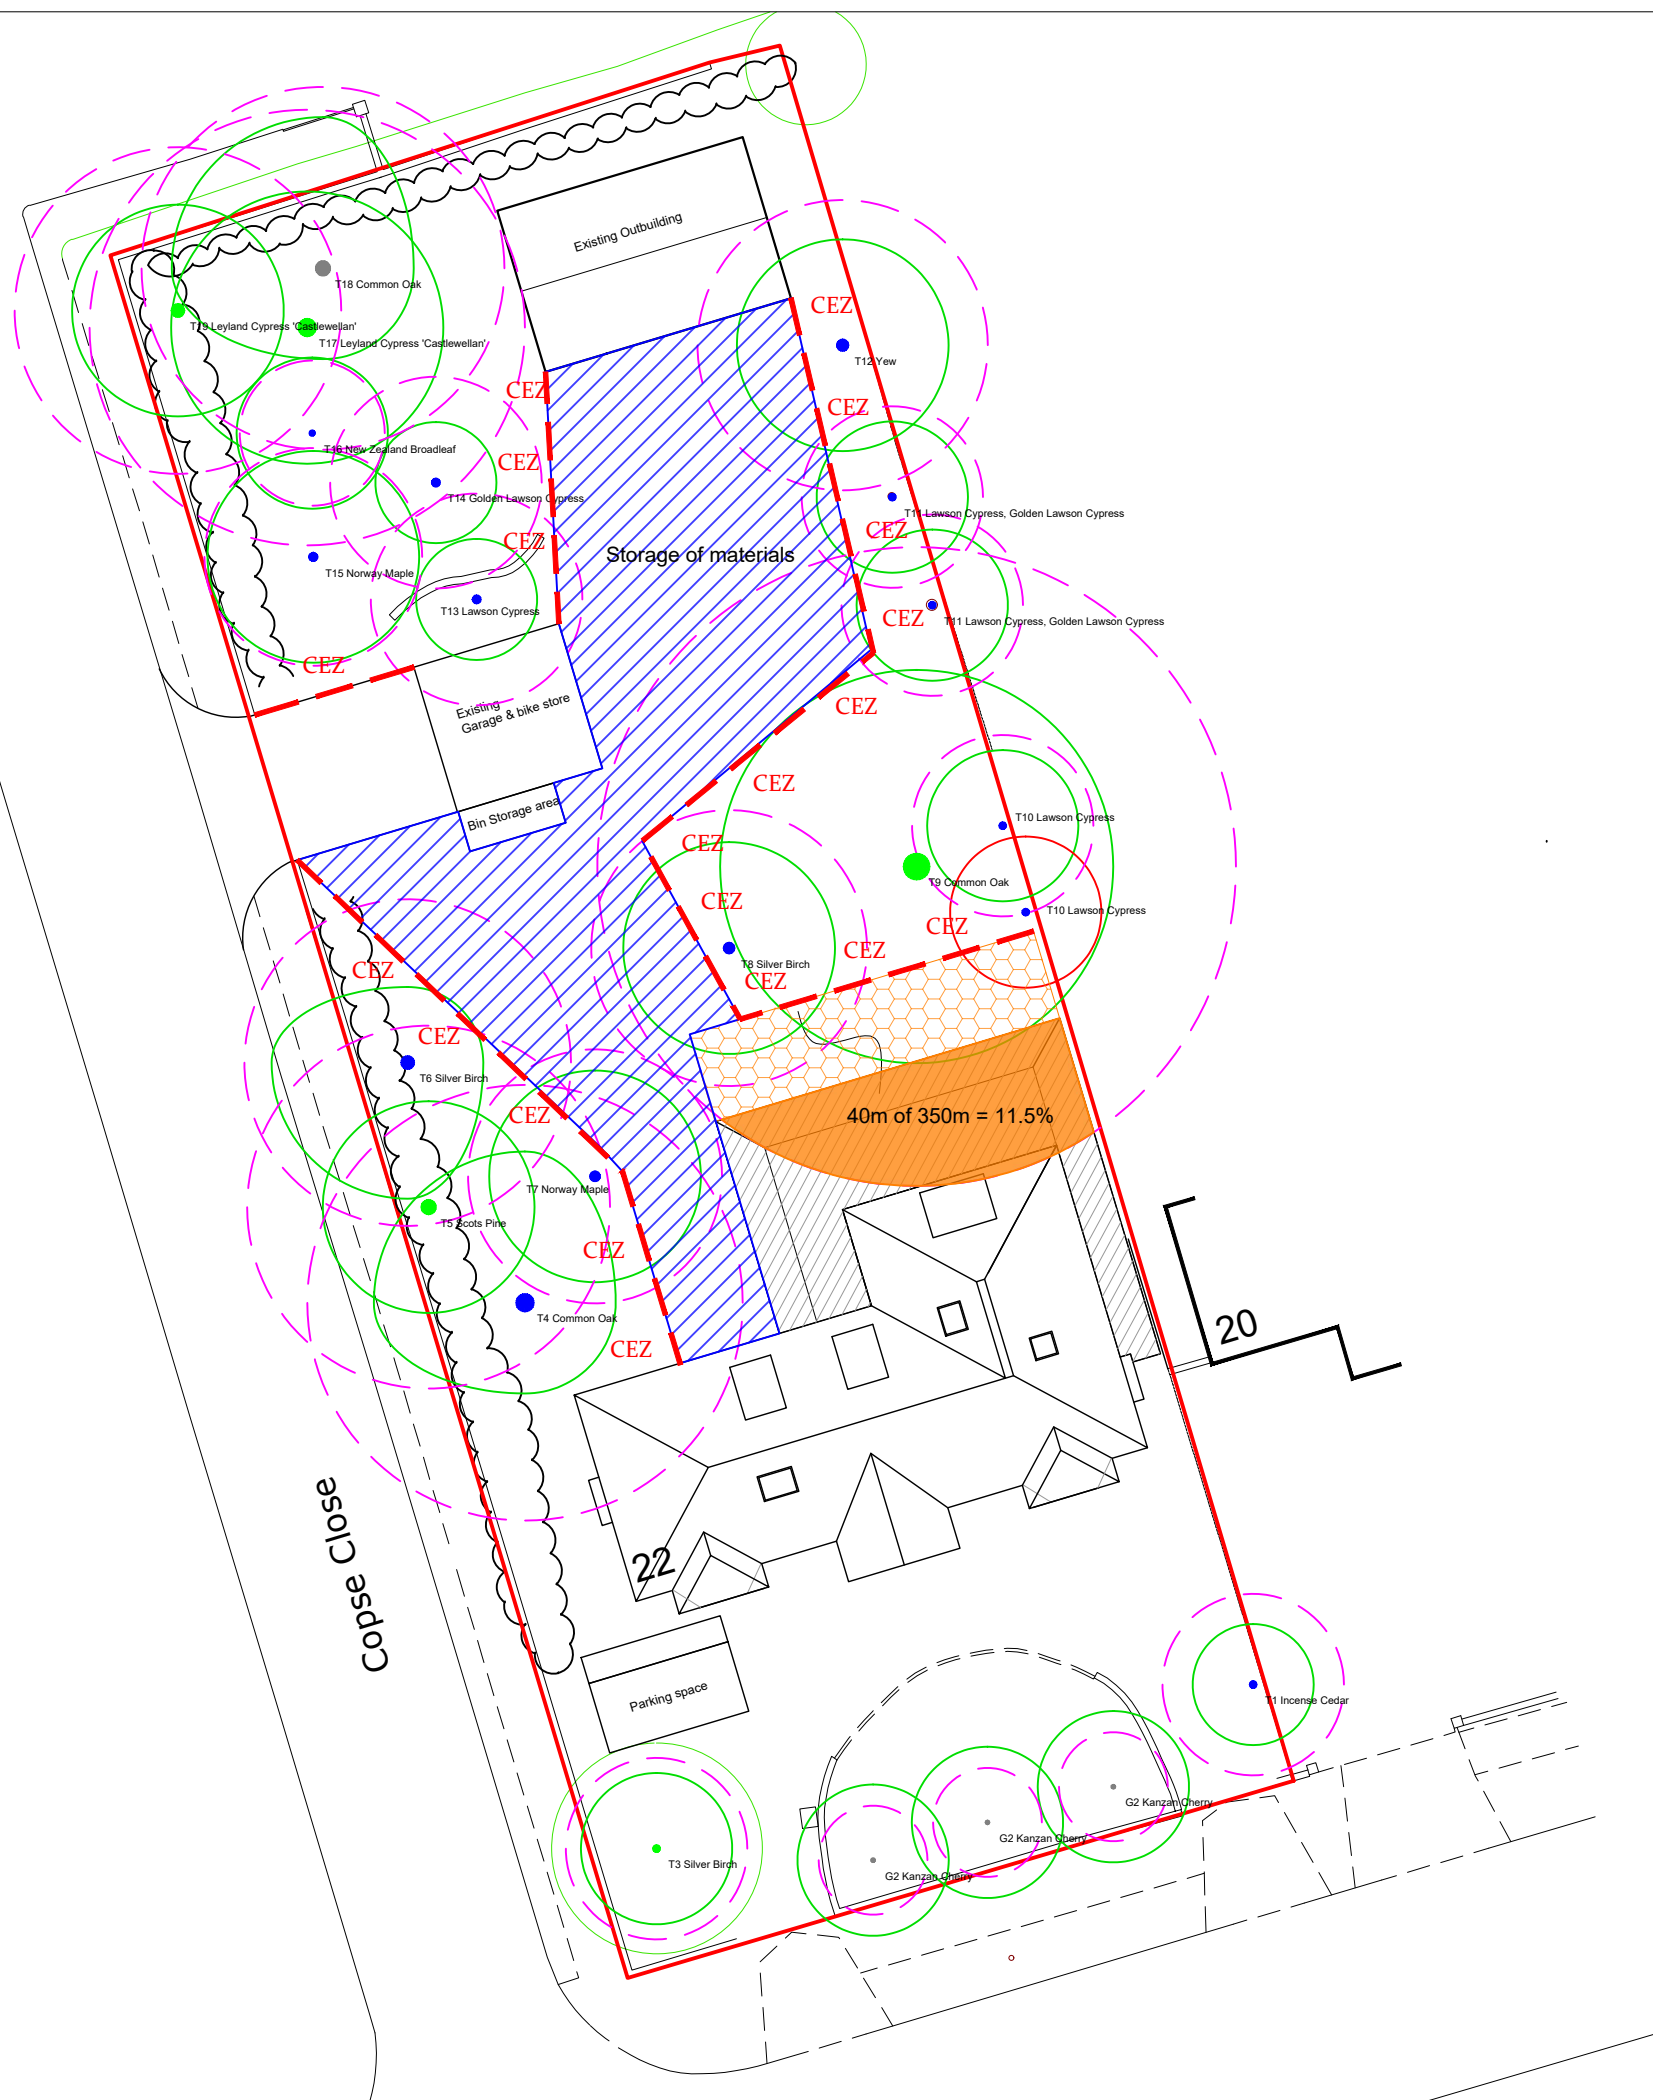 Existing Outbuilding
T18 Common Oak
CEZ
T19 Leyland Cypress 'Castlewellan'
T17 Leyland Cypress 'Castlewellan'
T12 Yew
CEZ
CEZ
T16 New Zealand Broadleaf
CEZ
T14 Golden Lawson Cypress
T11 Lawson Cypress, Golden Lawson Cypress
CEZ
CEZ
Storage of materials
T15 Norway Maple
T13 Lawson Cypress
CEZ
T11 Lawson Cypress, Golden Lawson Cypress
CEZ
Existing
Garage & bike store
CEZ
CEZ
Bin Storage area
T10 Lawson Cypress
CEZ
T9 Common Oak
CEZ
T10 Lawson Cypress
CEZ
CEZ
T8 Silver Birch
CEZ
CEZ
CEZ
T6 Silver Birch
CEZ
40m of 350m = 11.5%
T7 Norway Maple
T5 Scots Pine
CEZ
T4 Common Oak
20
CEZ
Copse Close
22
Parking space
T1 Incense Cedar
G2 Kanzan Cherry
G2 Kanzan Cherry
T3 Silver Birch
G2 Kanzan Cherry